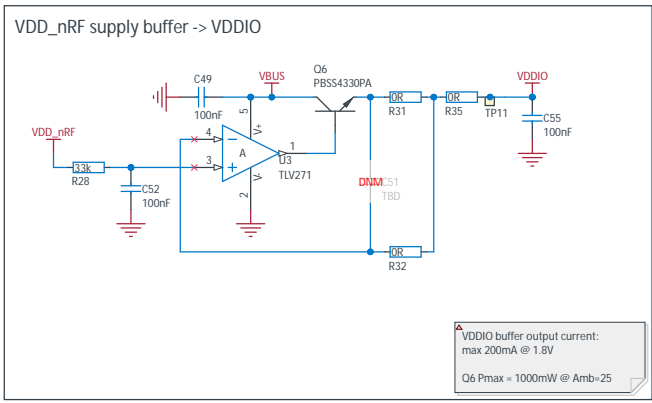 VDD_nRF supply buffer -> VDDIO
Q6
PBSS4330PA
C49
100nF
VBUS
VDDIO
0R
R31
0R
R35
TP11
C55
100nF
VDD_nRF
33k
R28
C52
100nF
4
3
5
V+
A
V-
2
1
U3
TLV271
DNM
C51
TBD
0R
R32
VDDIO buffer output current:
max 200mA @ 1.8V
Q6 Pmax = 1000mW @ Amb=25